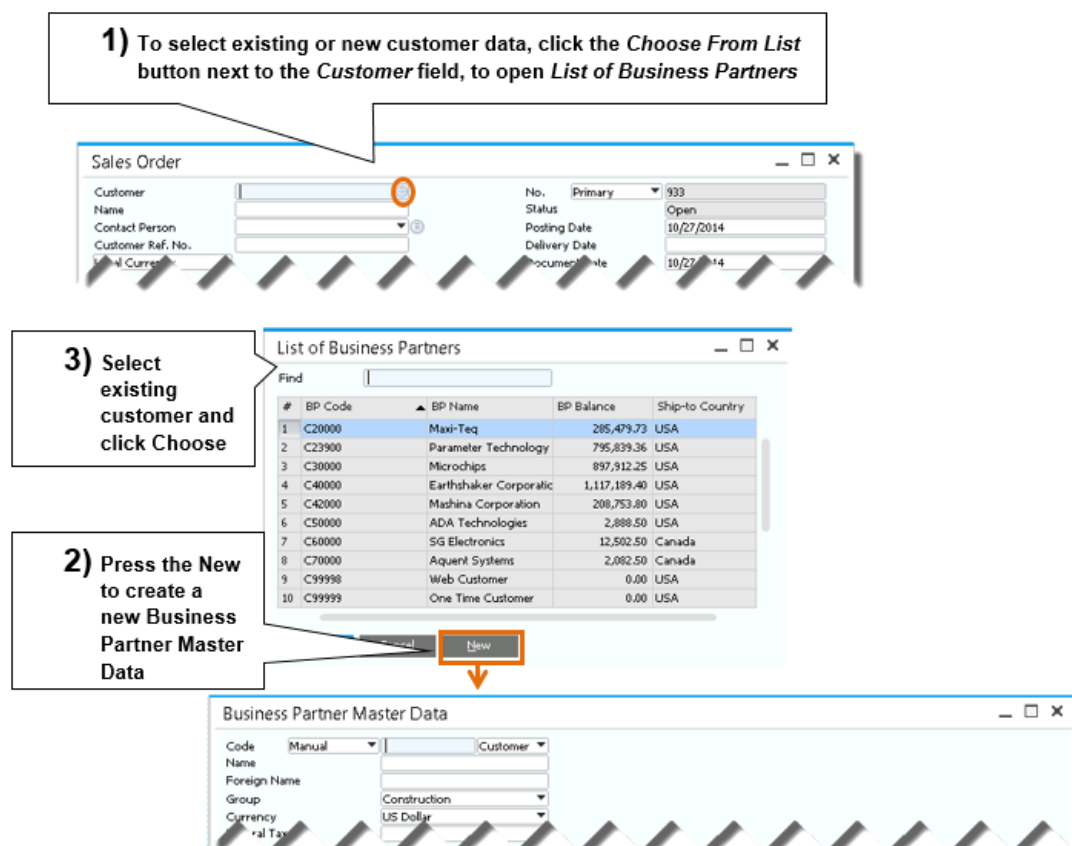 1) To select existing or new customer data, click the Choose From List
button next to the Customer field, to open List of Business Partners
Sales Order
Customer
No. Primary 933
Name
Status Open
Contact Person
Posting Date 10/27/2014
Customer Ref. No.
Delivery Date
3) Select
existing
customer and
click Choose
List of Business Partners
Find
# BP Code BP Name BP Balance Ship-to Country
1 C20000 Maxi-Teq 285,479.73 USA
2 C23900 Parameter Technology 795,839.36 USA
3 C30000 Microchips 897,912.25 USA
4 C40000 Earthshaker Corporatic 1,117,189.40 USA
5 C42000 Mashina Corporation 208,753.80 USA
6 C50000 ADA Technologies 2,888.50 USA
7 C60000 SG Electronics 12,502.50 Canada
8 C70000 Aquent Systems 2,082.50 Canada
9 C99998 Web Customer 0.00 USA
10 C99999 One Time Customer 0.00 USA
2) Press the New
to create a
new Business
Partner Master
Data
New
Business Partner Master Data
Code Manual Customer
Name
Foreign Name
Group Construction
Currency US Dollar